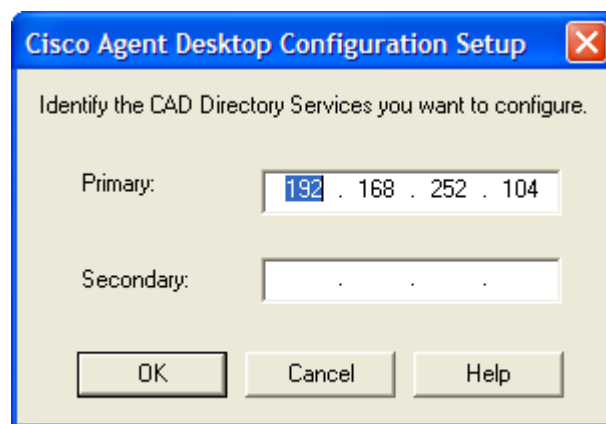 Cisco Agent Desktop Configuration Setup
Identify the CAD Directory Services you want to configure.
Primary: 192 . 168 . 252 . 104
Secondary: . . .
OK Cancel Help